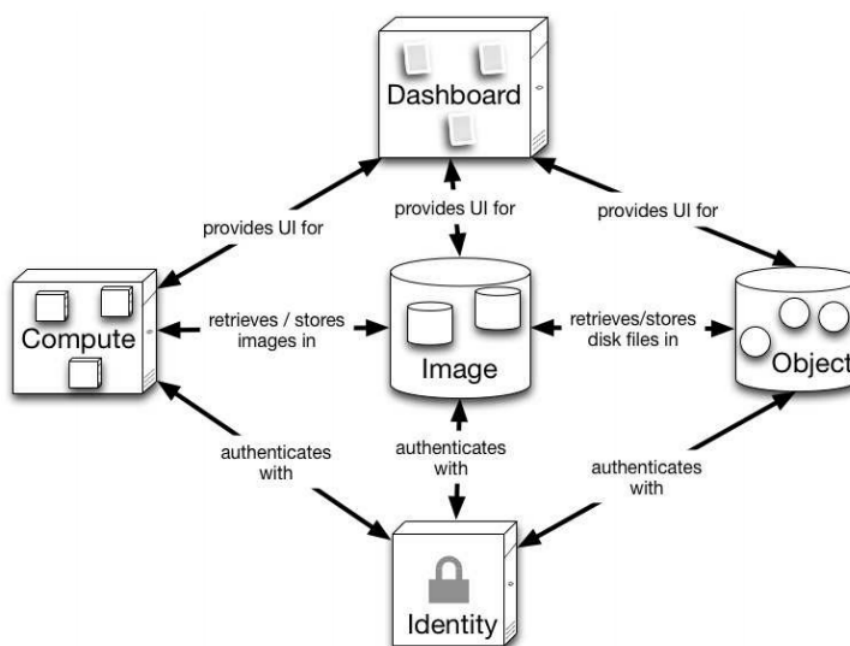 Dashboard
provides UI for
provides UI for
provides UI for
Compute
retrieves / stores
images in
Image
retrieves/stores
disk files in
Object
authenticates
with
authenticates
with
authenticates
with
Identity